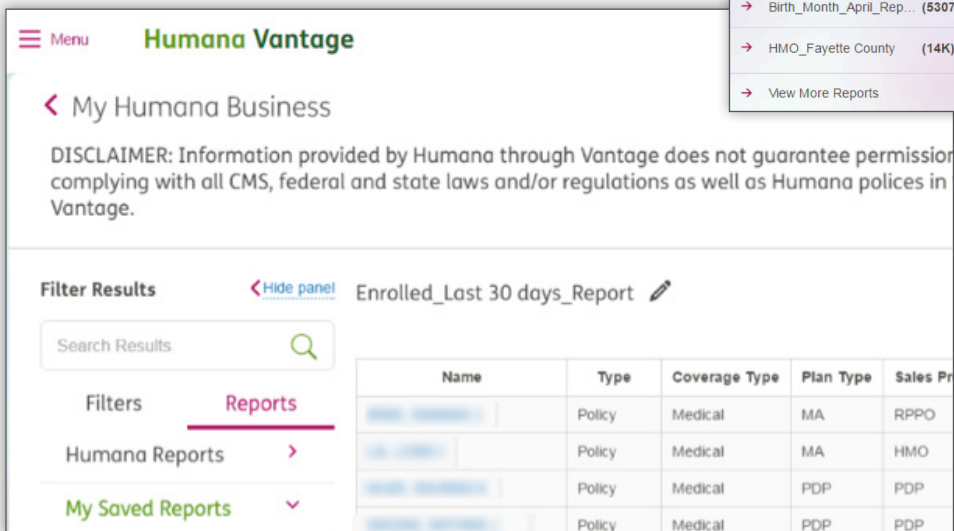 Birth_Month_April_Rep... (5307
HMO_Fayette County (14K)
View More Reports
Menu Humana Vantage
My Humana Business
DISCLAIMER: Information provided by Humana through Vantage does not guarantee permission
complying with all CMS, federal and state laws and/or regulations as well as Humana polices in
Vantage.
Filter Results Hide panel Enrolled_Last 30 days_Report
Search Results
Filters Reports
Humana Reports
My Saved Reports
Name Type Coverage Type Plan Type Sales Pr
Policy Medical MA RPPO
Policy Medical MA HMO
Policy Medical PDP PDP
Policy Medical PDP PDP